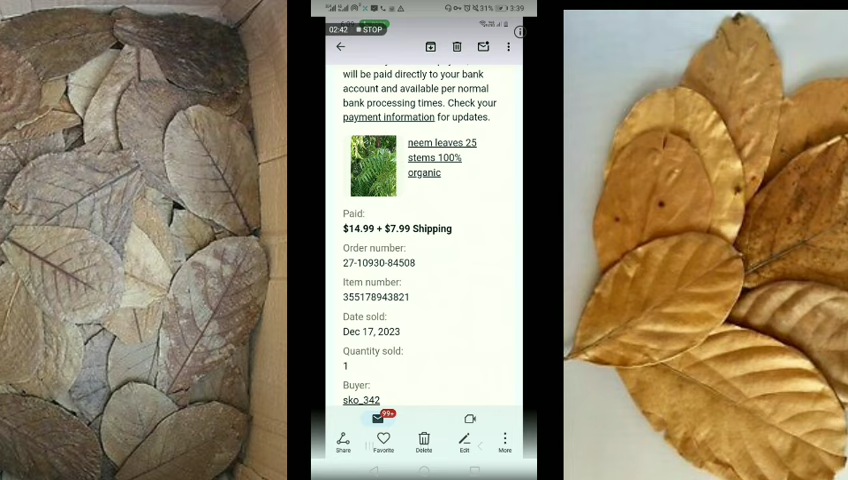 3:39
31%
02:42 STOP
will be paid directly to your bank
account and available per normal
bank processing times. Check your
payment information for updates.
neem leaves 25
stems 100%
organic
Paid:
$14.99 + $7.99 Shipping
Order number:
27-10930-84508
Item number:
355178943821
Date sold:
Dec 17, 2023
Quantity sold:
1
Buyer:
sko_342
99+
Share
Favorite
Delete
Edit
More